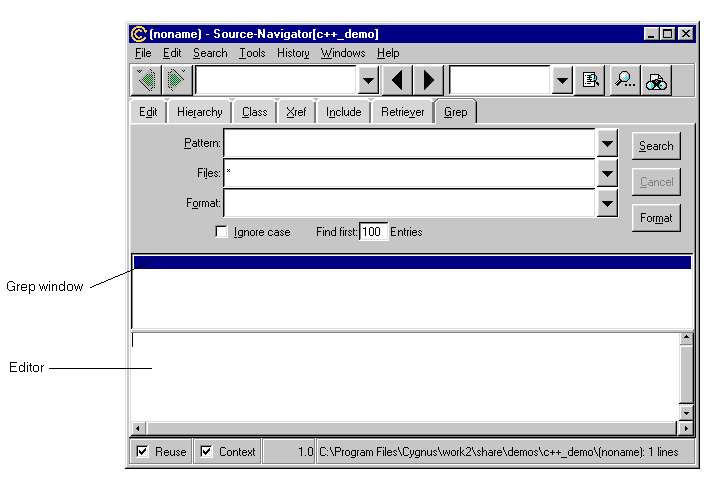 (noname) - Source-Navigator[c++_demo]
File Edit Search Tools History Windows Help
Edit Hierarchy Class Xref Include Retriever Grep
Pattern: Search
Files: * Cancel
Format: Format
Ignore case Find first: 100 Entries
Grep window
Editor
Reuse Context 1.0 C:\Program Files\Cygnus\work2\share\demos\c++_demo\(noname): 1 lines